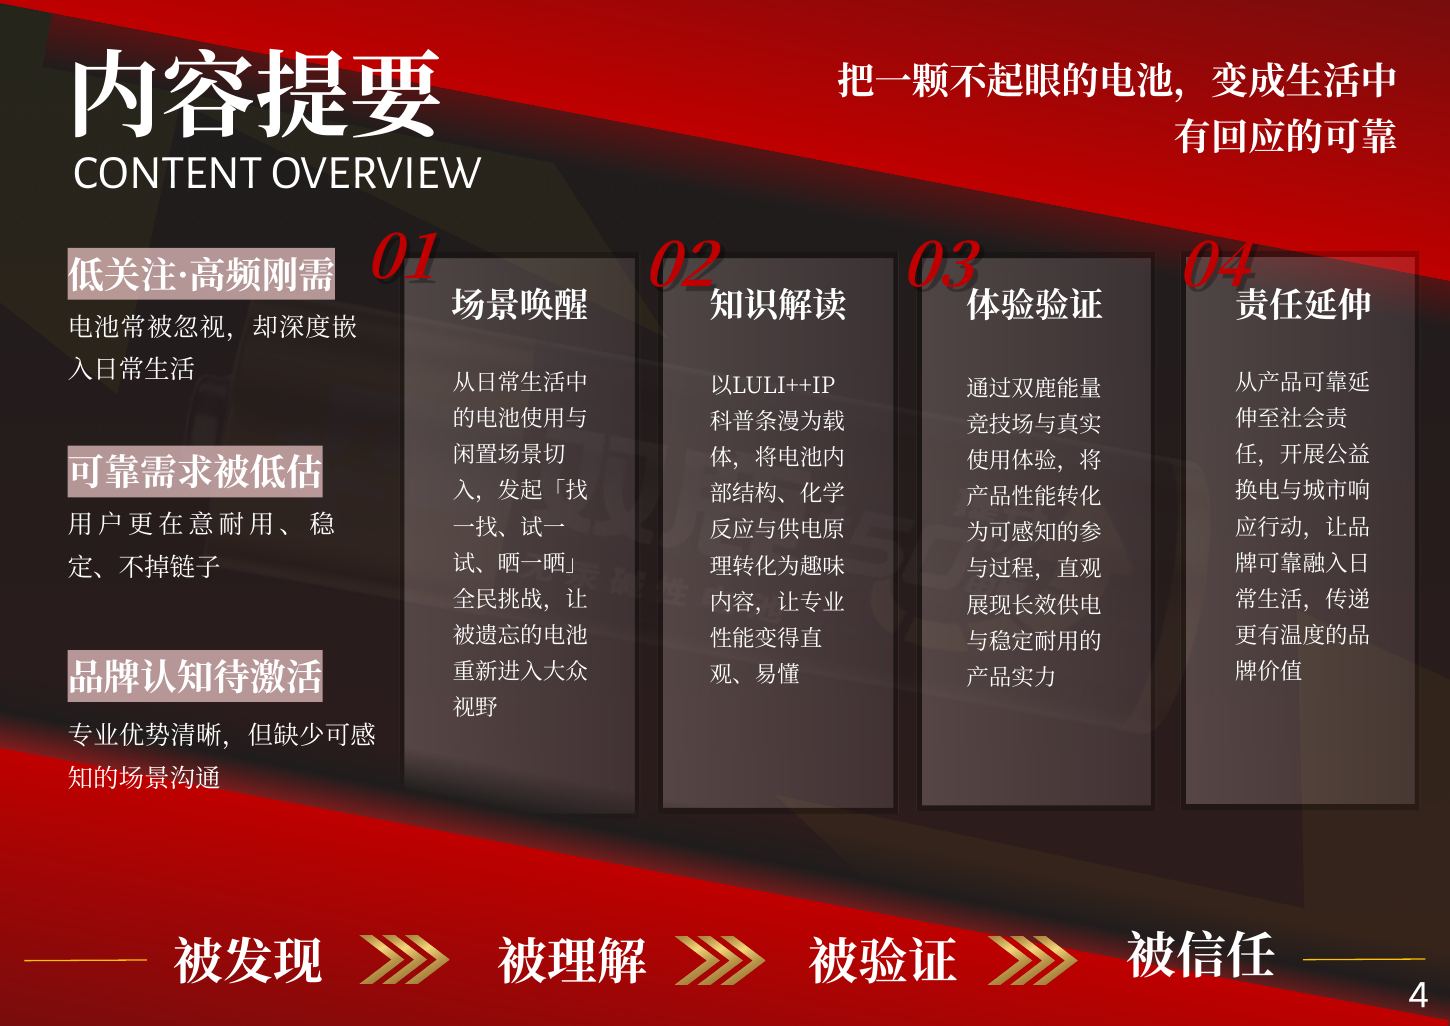 内容提要
CONTENT OVERVIEW
把一颗不起眼的电池，变成生活中
有回应的可靠
低关注·高频刚需
电池常被忽视，却深度嵌
入日常生活
可靠需求被低估
用户更在意耐用、稳
定、不掉链子
品牌认知待激活
专业优势清晰，但缺少可感
知的场景沟通
01
场景唤醒
从日常生活中
的电池使用与
闲置场景切
入，发起「找
一找、试一
试、晒一晒」
全民挑战，让
被遗忘的电池
重新进入大众
视野
02
知识解读
以LULI++IP
科普条漫为载
体，将电池内
部结构、化学
反应与供电原
理转化为趣味
内容，让专业
性能变得直
观、易懂
03
体验验证
通过双鹿能量
竞技场与真实
使用体验，将
产品性能转化
为可感知的参
与过程，直观
展现长效供电
与稳定耐用的
产品实力
04
责任延伸
从产品可靠延
伸至社会责
任，开展公益
换电与城市响
应行动，让品
牌可靠融入日
常生活，传递
更有温度的品
牌价值
被发现
被理解
被验证
被信任
4